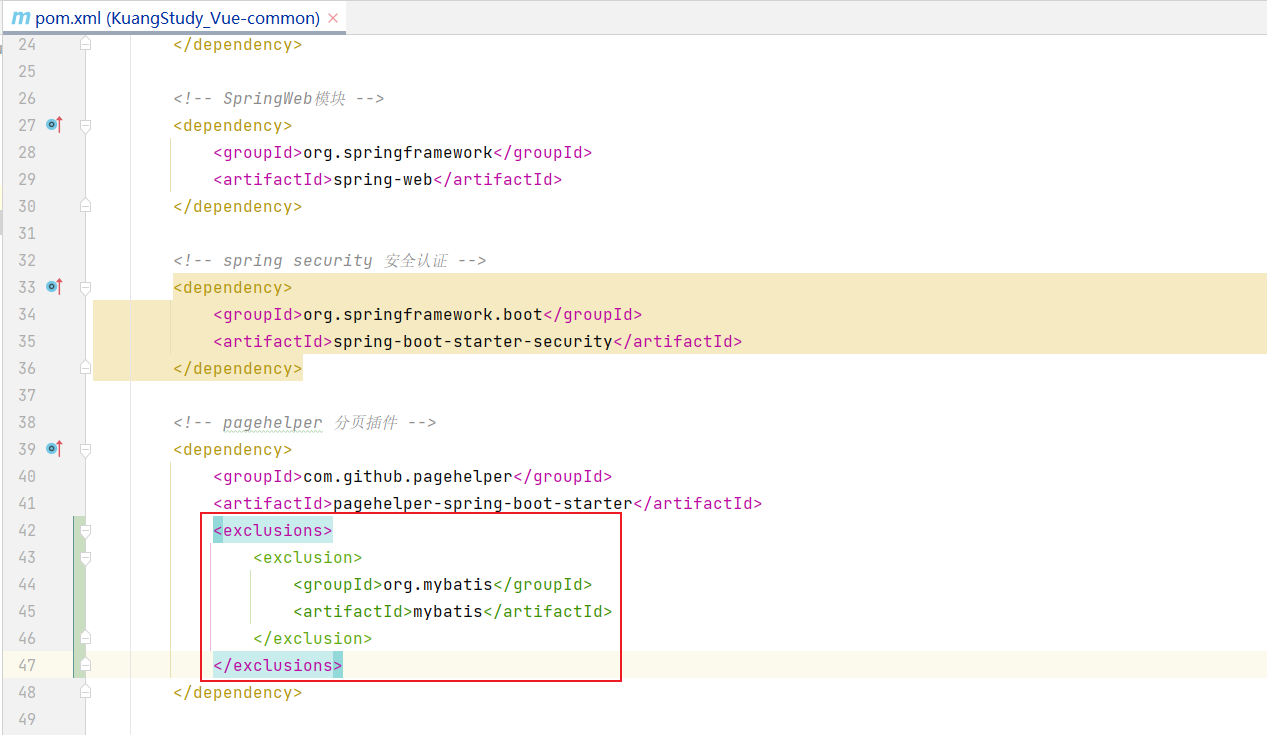 m pom.xml (KuangStudy_Vue-common) ×
24 </dependency>
25
26 <!-- SpringWeb模块 -->
27 <dependency>
28 <groupId>org.springframework</groupId>
29 <artifactId>spring-web</artifactId>
30 </dependency>
31
32 <!-- spring security 安全认证 -->
33 <dependency>
34 <groupId>org.springframework.boot</groupId>
35 <artifactId>spring-boot-starter-security</artifactId>
36 </dependency>
37
38 <!-- pagehelper 分页插件 -->
39 <dependency>
40 <groupId>com.github.pagehelper</groupId>
41 <artifactId>pagehelper-spring-boot-starter</artifactId>
42 <exclusions>
43 <exclusion>
44 <groupId>org.mybatis</groupId>
45 <artifactId>mybatis</artifactId>
46 </exclusion>
47 </exclusions>
48 </dependency>
49